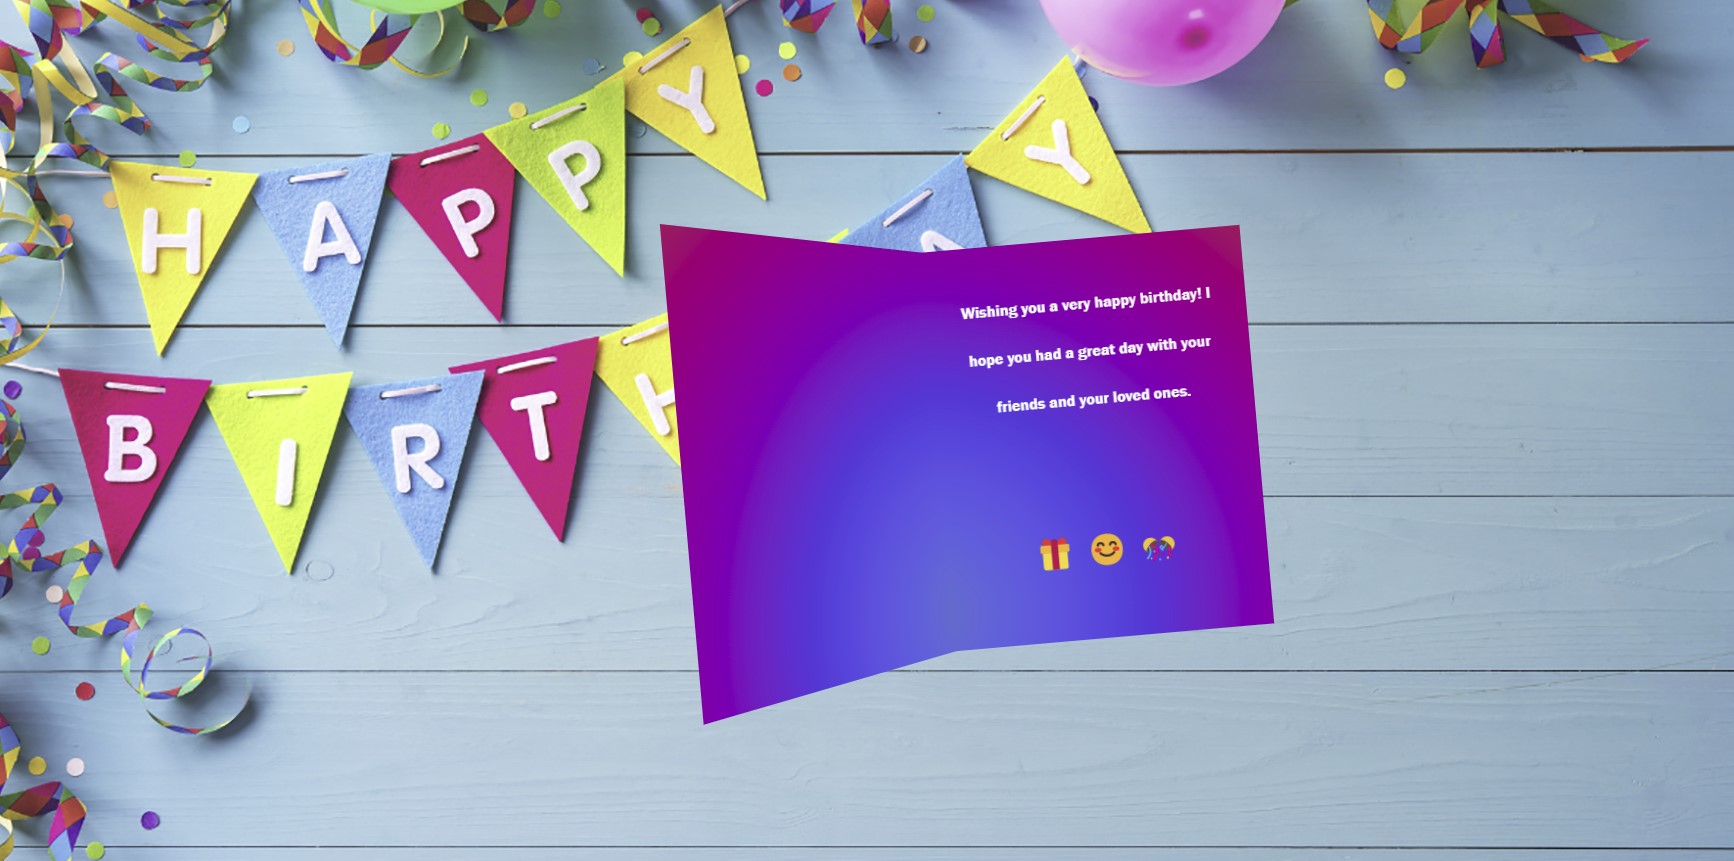 HAPPY
BIRTH
AY
Wishing you a very happy birthday! I
hope you had a great day with your
friends and your loved ones.